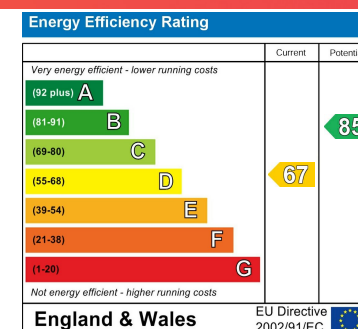 Energy Efficiency Rating
Current Potenti
Very energy efficient - lower running costs
(92 plus) A
(81-91) B
85
(69-80) C
(55-68) D
67
(39-54) E
(21-38) F
(1-20) G
Not energy efficient - higher running costs
England & Wales
EU Directive
2002/91/EC